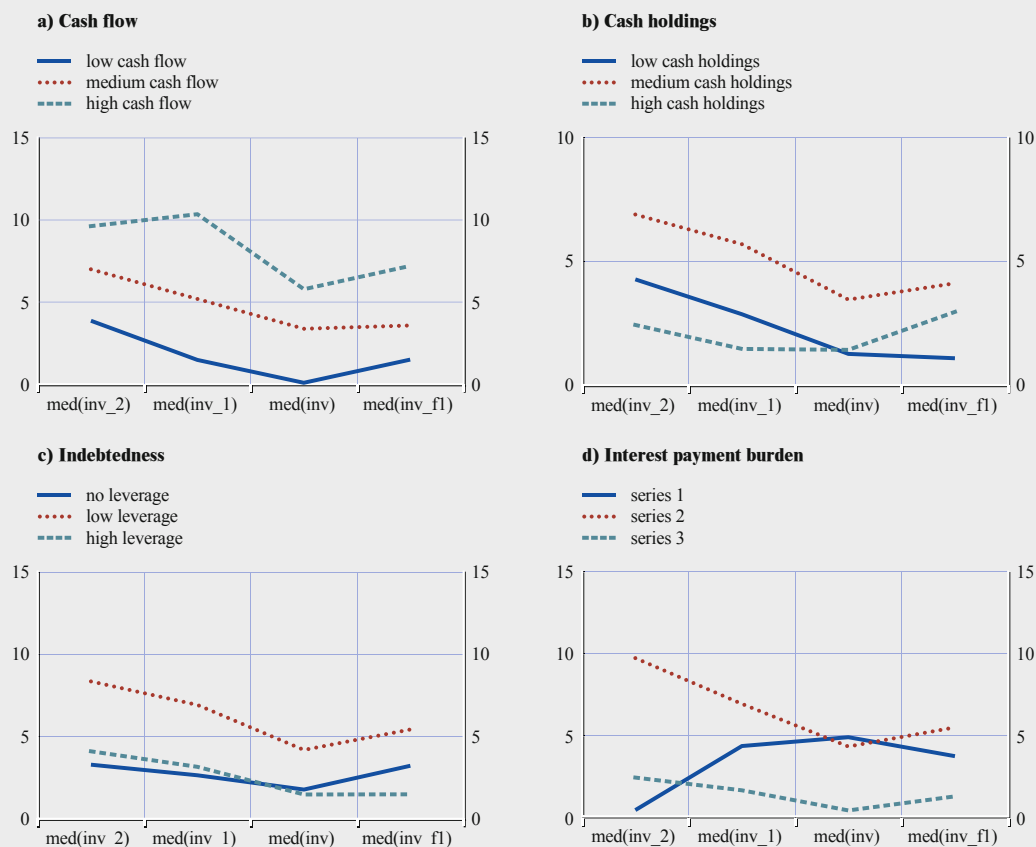 a) Cash flow
low cash flow
medium cash flow
high cash flow
15 15
10 10
5 5
0 0
med(inv_2) med(inv_1) med(inv) med(inv_f1)
b) Cash holdings
low cash holdings
medium cash holdings
high cash holdings
10 10
5 5
0 0
med(inv_2) med(inv_1) med(inv) med(inv_f1)
c) Indebtedness
no leverage
low leverage
high leverage
15 15
10 10
5 5
0 0
med(inv_2) med(inv_1) med(inv) med(inv_f1)
d) Interest payment burden
series 1
series 2
series 3
15 15
10 10
5 5
0 0
med(inv_2) med(inv_1) med(inv) med(inv_f1)